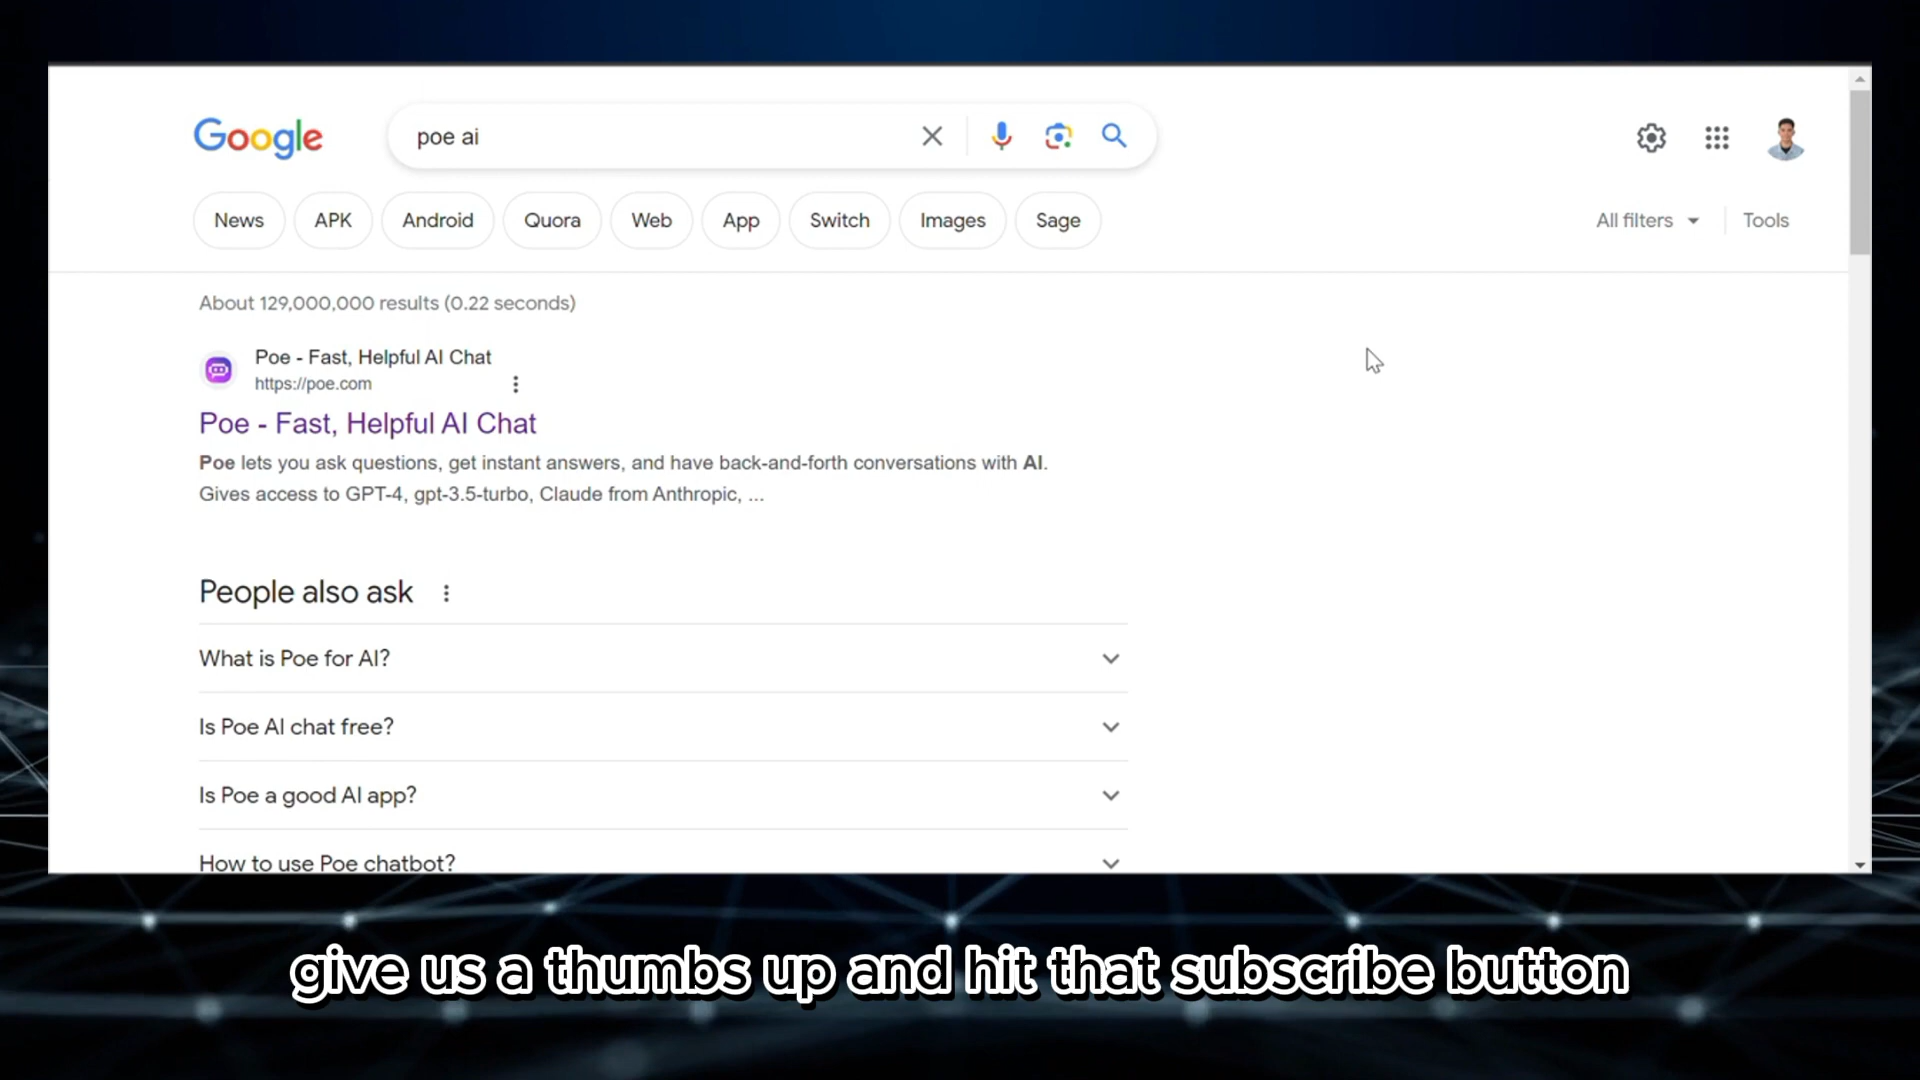 Google
poe ai
News APK Android Quora Web App Switch Images Sage All filters Tools
About 129,000,000 results (0.22 seconds)
Poe - Fast, Helpful AI Chat
https://poe.com
Poe - Fast, Helpful AI Chat
Poe lets you ask questions, get instant answers, and have back-and-forth conversations with AI.
Gives access to GPT-4, gpt-3.5-turbo, Claude from Anthropic, ...
People also ask
What is Poe for AI?
Is Poe AI chat free?
Is Poe a good AI app?
How to use Poe chatbot?
give us a thumbs up and hit that subscribe button